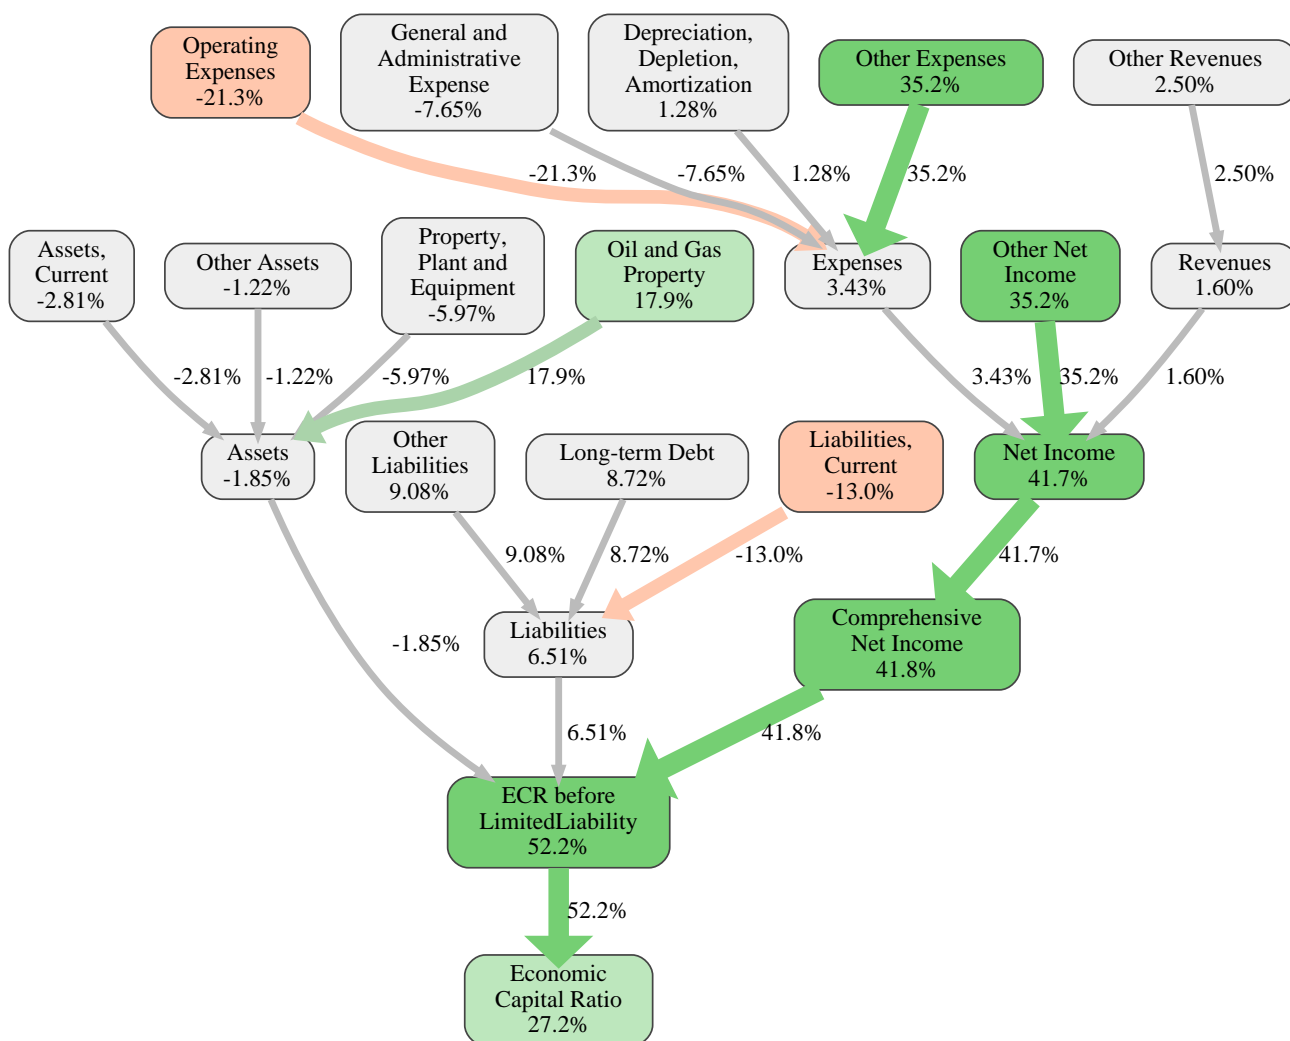 Operating
Expenses
-21.3%
General and
Administrative
Expense
-7.65%
Depreciation,
Depletion,
Amortization
1.28%
Other Expenses
35.2%
Other Revenues
2.50%
-21.3%
-7.65%
1.28%
35.2%
2.50%
Assets,
Current
-2.81%
Other Assets
-1.22%
Property,
Plant and
Equipment
-5.97%
Oil and Gas
Property
17.9%
Expenses
3.43%
Other Net
Income
35.2%
Revenues
1.60%
-2.81%
-1.22%
-5.97%
17.9%
3.43%
35.2%
1.60%
Assets
-1.85%
Other
Liabilities
9.08%
Long-term Debt
8.72%
Liabilities,
Current
-13.0%
Net Income
41.7%
9.08%
8.72%
-13.0%
41.7%
-1.85%
Liabilities
6.51%
Comprehensive
Net Income
41.8%
6.51%
41.8%
ECR before
LimitedLiability
52.2%
52.2%
Economic
Capital Ratio
27.2%